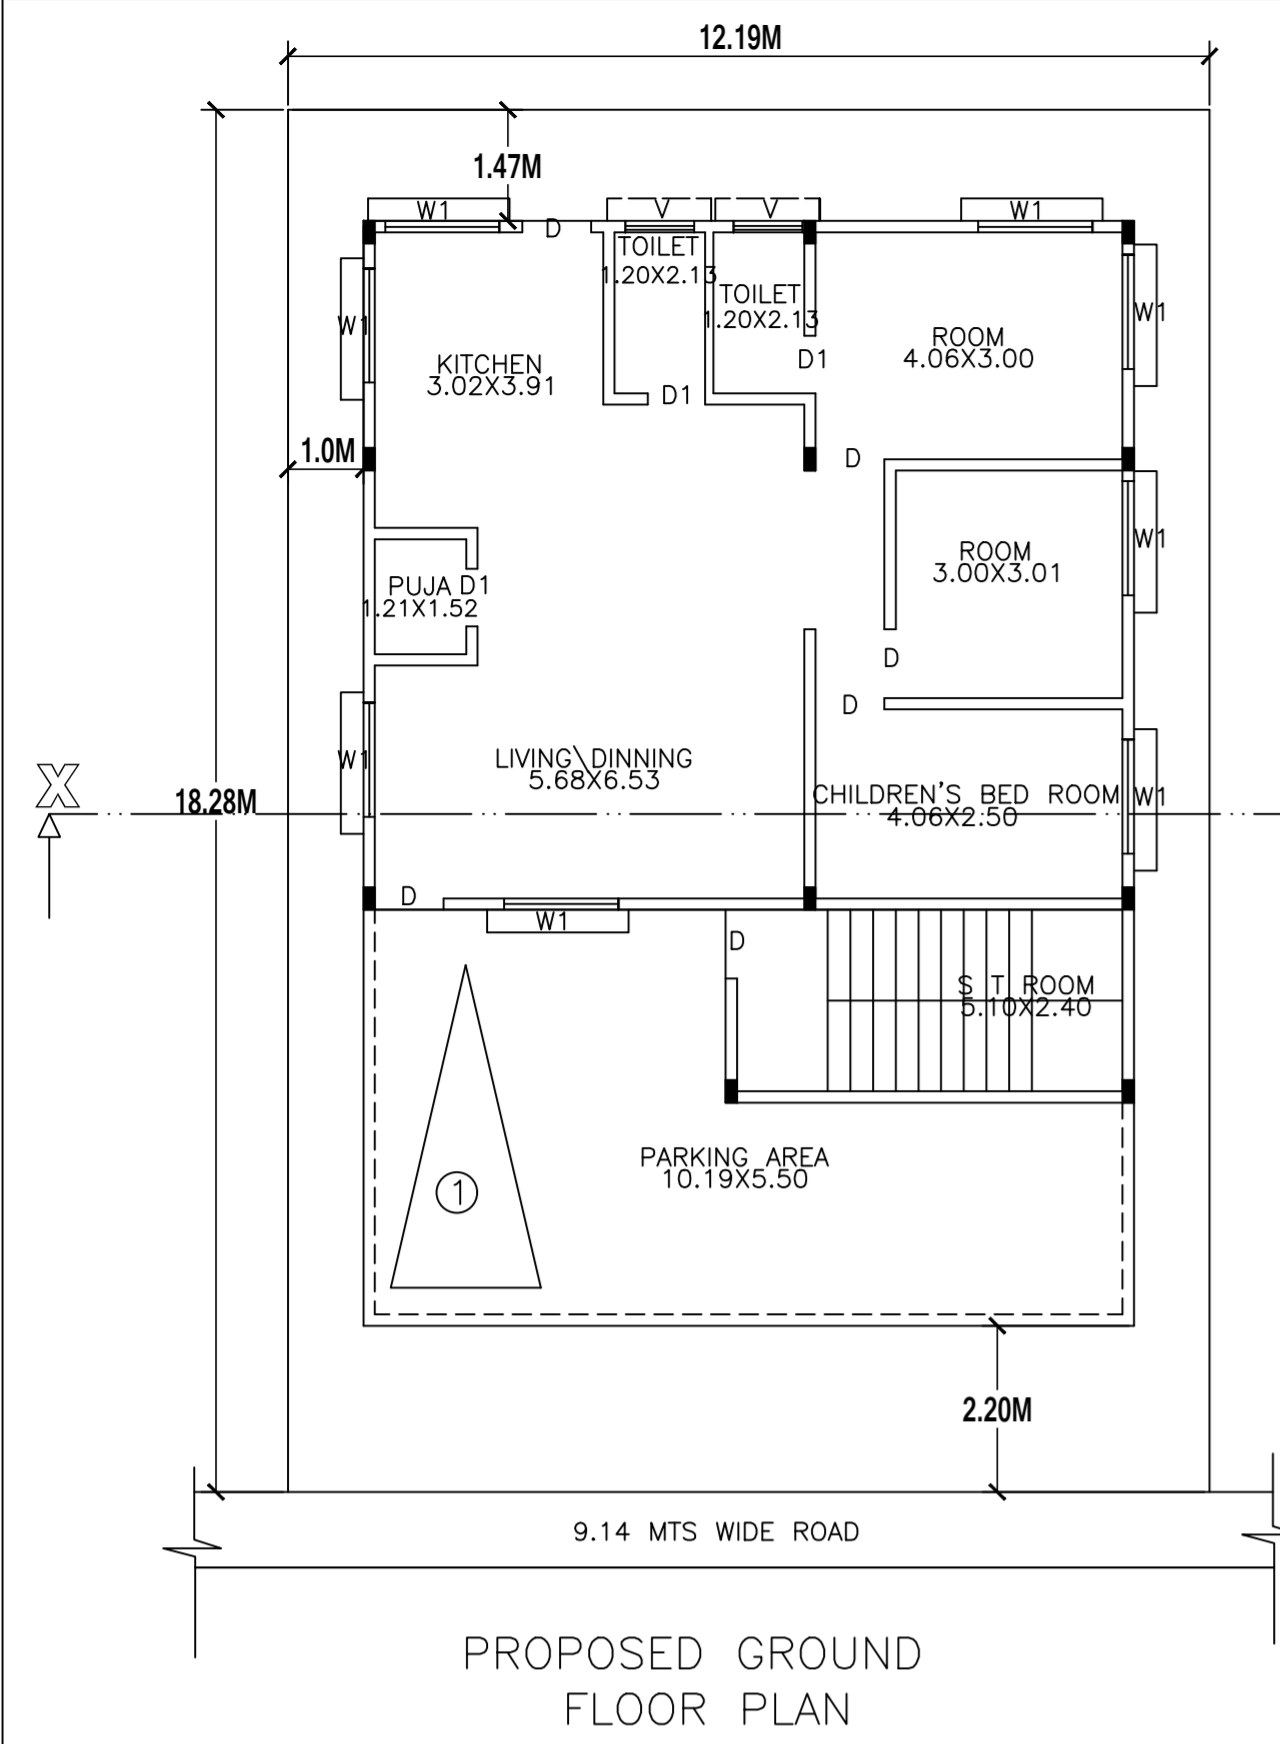 12.19M
1.47M
W1
V
V
W1
D
TOILET
1.20X2.13
TOILET
1.20X2.13
W1
W1
ROOM
4.06X3.00
KITCHEN
3.02X3.91
D1
D1
1.0M
D
W1
ROOM
3.00X3.01
PUJA D1
1.21X1.52
D
D
W1
LIVING\DINNING
5.68X6.53
X
18.28M
CHILDREN'S BED ROOM
4.06X2.50
W1
D
W1
D
S T ROOM
5.10X2.40
PARKING AREA
10.19X5.50
1
2.20M
9.14 MTS WIDE ROAD
PROPOSED GROUND
FLOOR PLAN